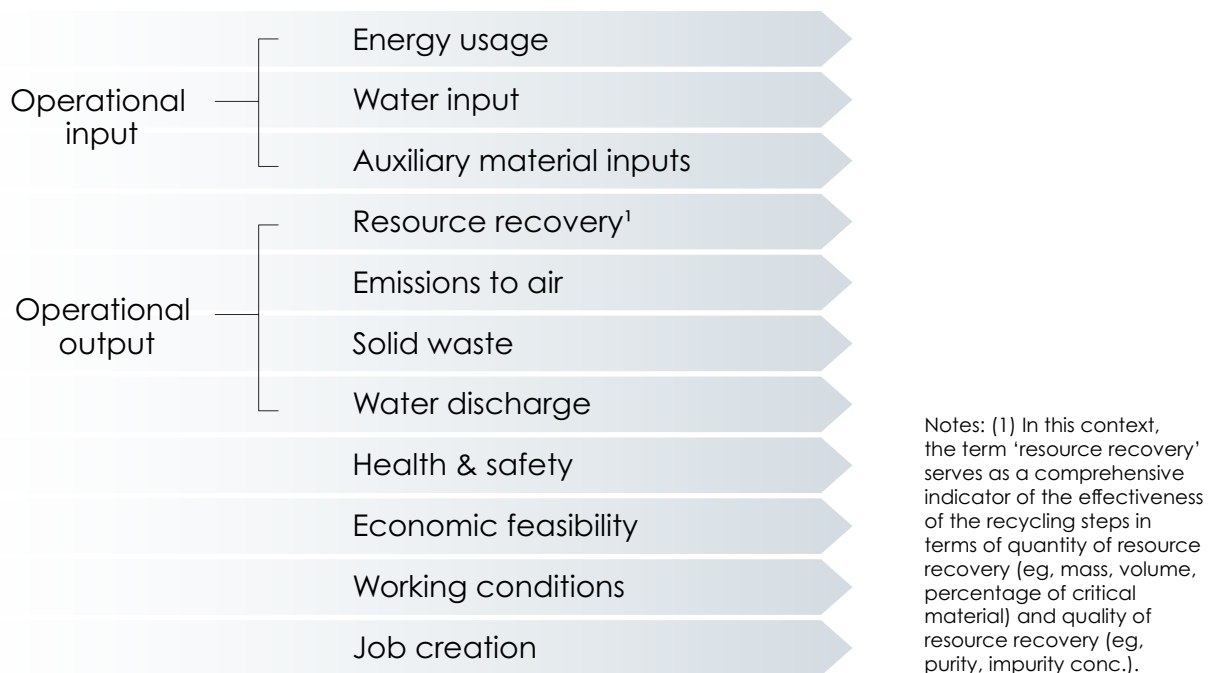 Operational
input
Energy usage
Water input
Auxiliary material inputs
Operational
output
Resource recovery¹
Emissions to air
Solid waste
Water discharge
Health & safety
Economic feasibility
Working conditions
Job creation
Notes: (1) In this context,
the term ‘resource recovery’
serves as a comprehensive
indicator of the effectiveness
of the recycling steps in
terms of quantity of resource
recovery (eg, mass, volume,
percentage of critical
material) and quality of
resource recovery (eg,
purity, impurity conc.).